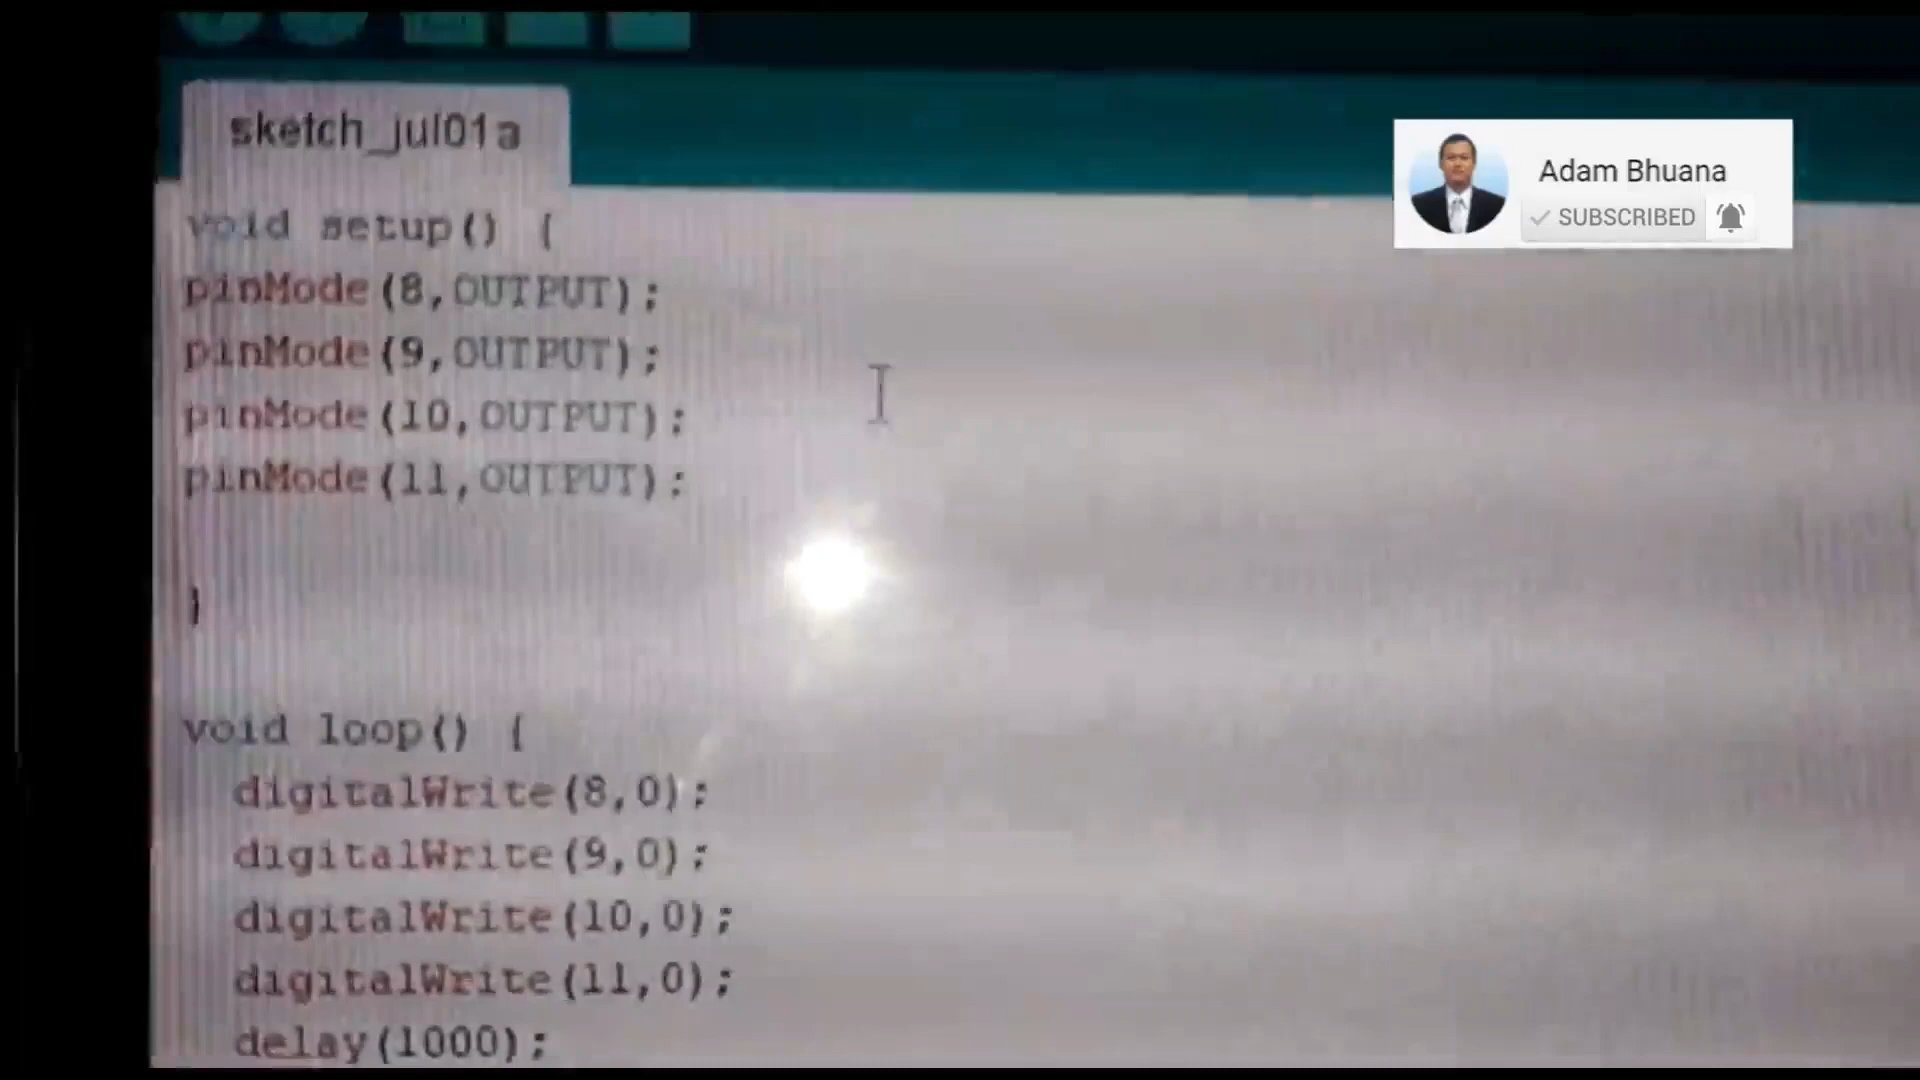 sketch_jul01a
Adam Bhuana
SUBSCRIBED
void setup() {
pinMode(8,OUTPUT);
pinMode(9,OUTPUT);
pinMode(10,OUTPUT);
pinMode(11,OUTPUT);
}
void loop() {
digitalWrite(8,0);
digitalWrite(9,0);
digitalWrite(10,0);
digitalWrite(11,0);
delay(1000);